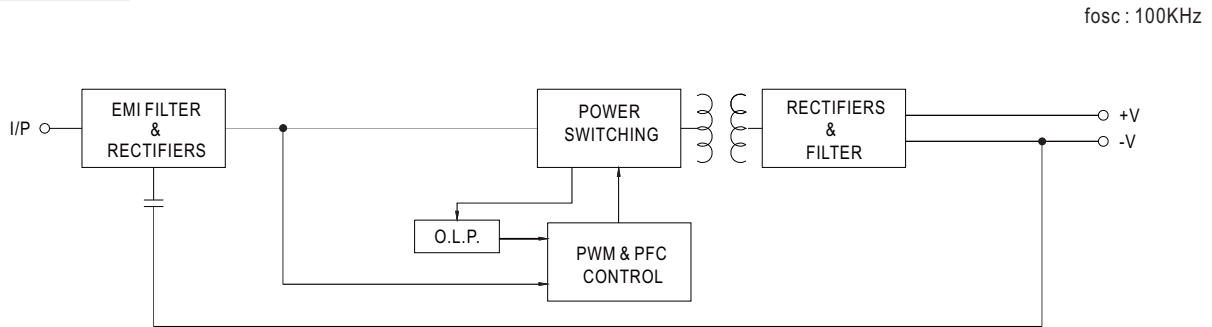 fosc : 100KHz
I/P
EMI FILTER
&
RECTIFIERS
POWER
SWITCHING
RECTIFIERS
&
FILTER
+V
-V
O.L.P.
PWM & PFC
CONTROL